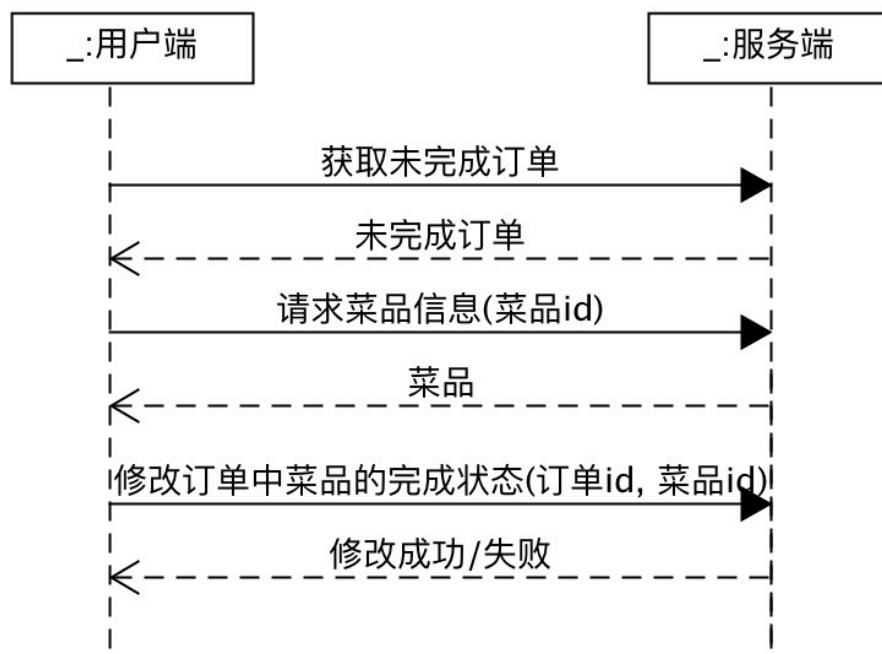 _:用户端
_:服务端
获取未完成订单
未完成订单
请求菜品信息(菜品id)
菜品
修改订单中菜品的完成状态(订单id, 菜品id)
修改成功/失败